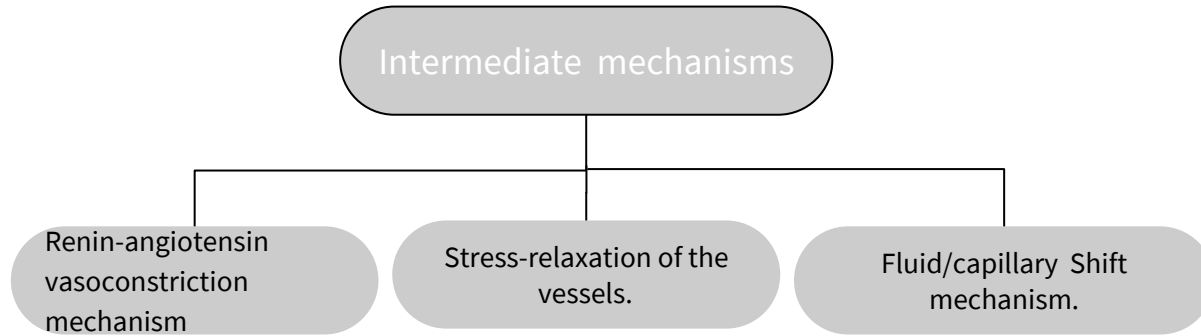 Intermediate mechanisms
Renin-angiotensin
vasoconstriction
mechanism
Stress-relaxation of the
vessels.
Fluid/capillary Shift
mechanism.